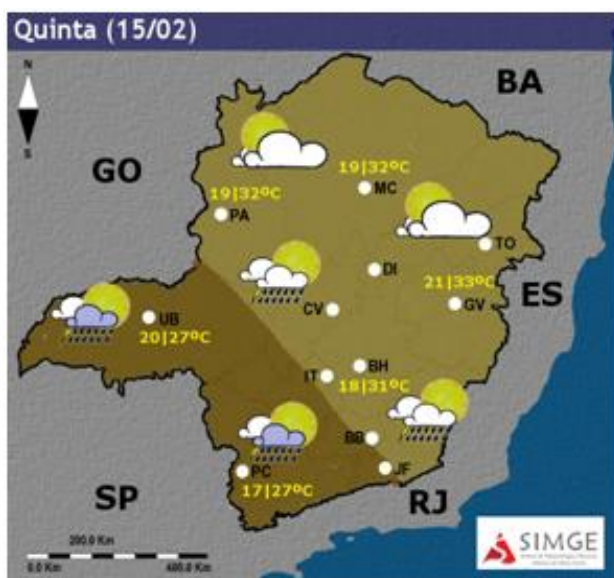 Quinta (15/02)
N
S
BA
GO
19|32ºC
MC
19|32ºC
PA
TO
DI
21|33ºC
GV
ES
CV
UB
20|27ºC
BH
IT
18|31ºC
BB
JF
PC
17|27ºC
SP
RJ
200.0 Km
0.0 Km
400.0 Km
SIMGE